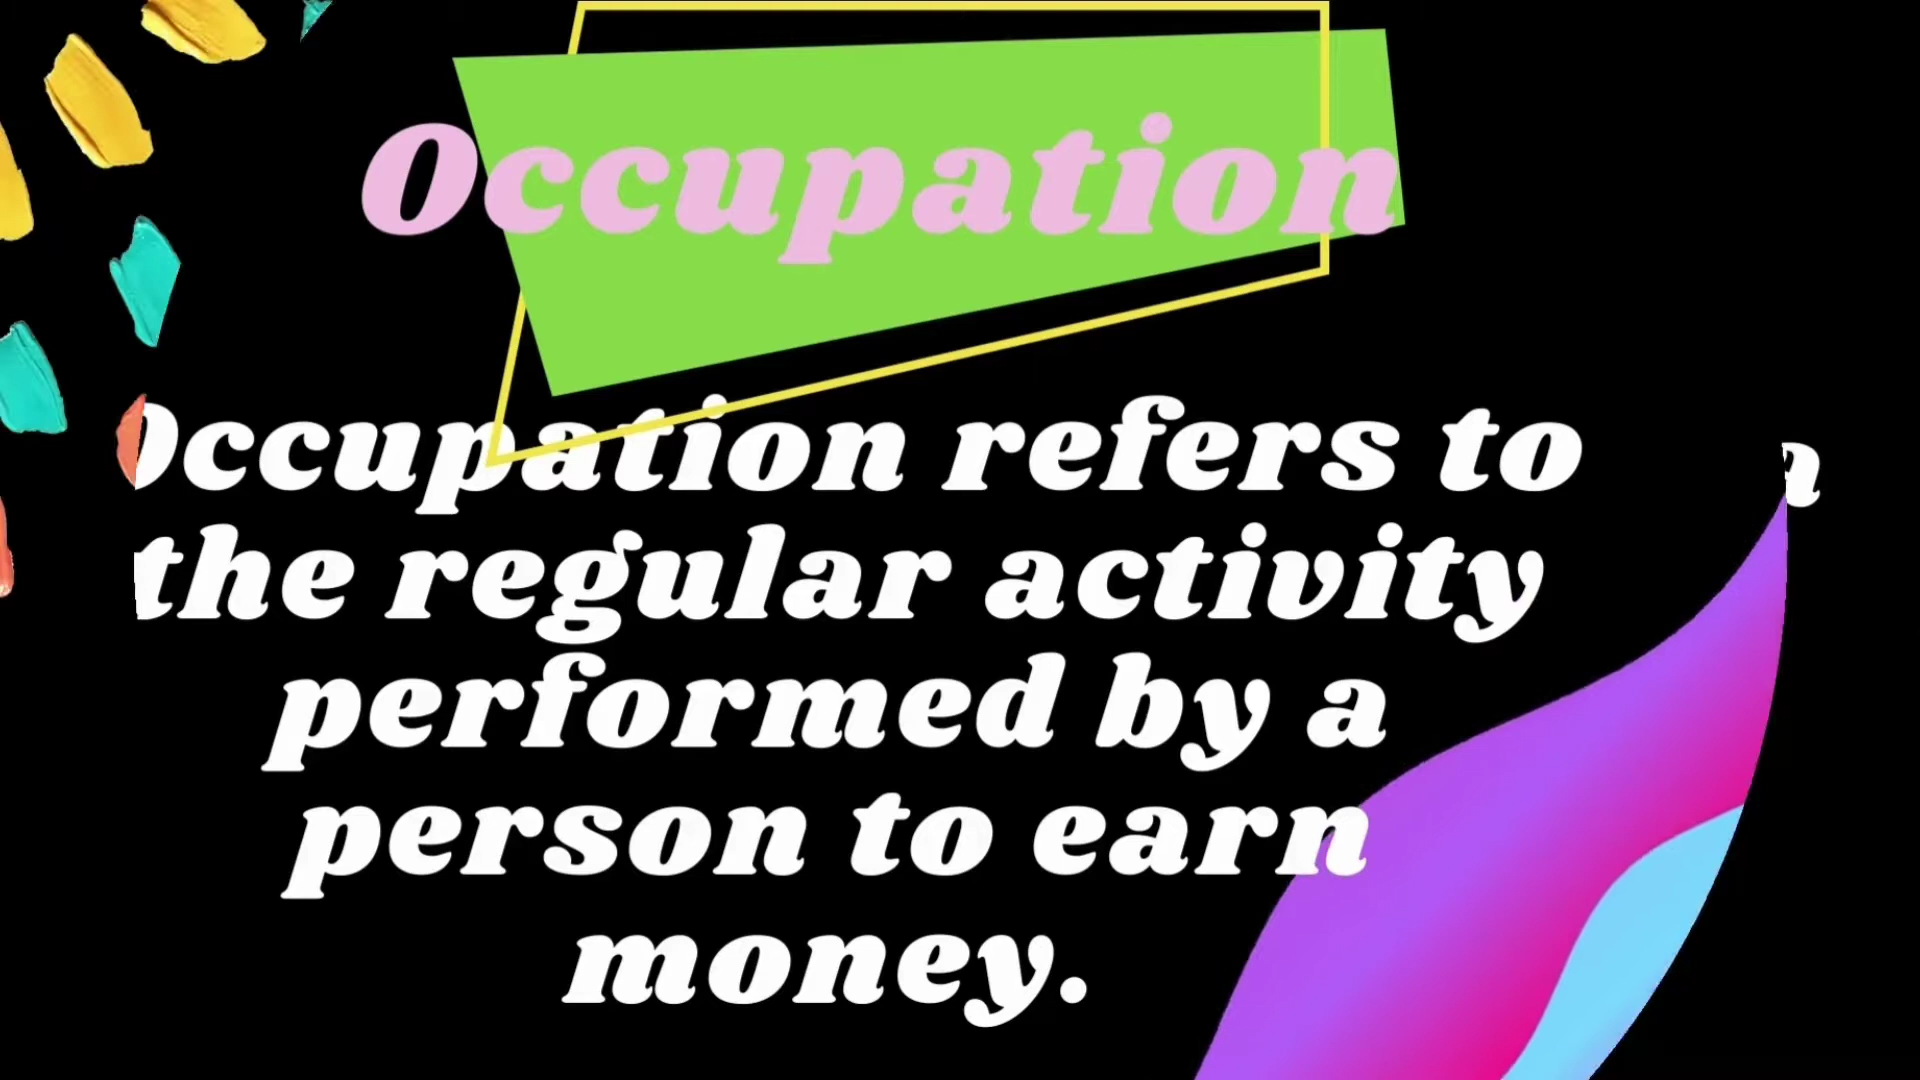 Occupation
Occupation refers to
the regular activity
performed by a
person to earn
money.